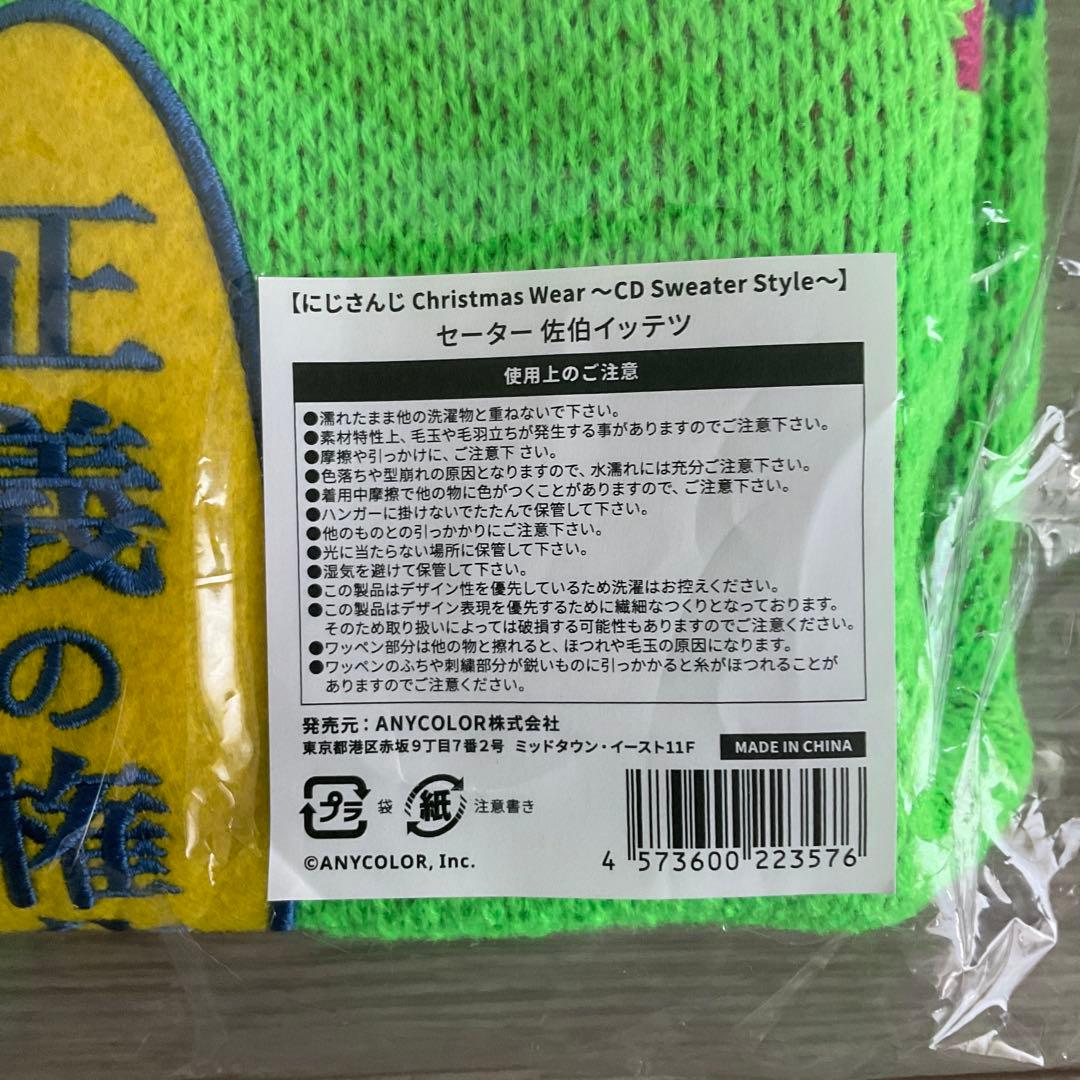 正義の権
【にじさんじ Christmas Wear 〜CD Sweater Style〜】
セーター 佐伯イッテツ
使用上のご注意
●濡れたまま他の洗濯物と重ねないで下さい。
●素材特性上、毛玉や毛羽立ちが発生する事がありますのでご注意下さい。
●摩擦や引っかけに、ご注意下さい。
●色落ちや型崩れの原因となりますので、水濡れには充分ご注意下さい。
●着用中摩擦で他の物に色がつくことがありますので、ご注意下さい。
●ハンガーに掛けないでたたんで保管して下さい。
●他のものとの引っかかりにご注意下さい。
●光に当たらない場所に保管して下さい。
●湿気を避けて保管して下さい。
●この製品はデザイン性を優先しているため洗濯はお控えください。
●この製品はデザイン表現を優先するために繊細なつくりとなっております。
そのため取り扱いによっては破損する可能性もありますのでご注意ください。
●ワッペン部分は他の物と擦れると、ほつれや毛玉の原因になります。
●ワッペンのふちや刺繍部分が鋭いものに引っかかると糸がほつれることが
ありますのでご注意ください。
発売元：ANYCOLOR株式会社
東京都港区赤坂9丁目7番2号 ミッドタウン・イースト11F
MADE IN CHINA
プラ 袋 紙 注意書き
©ANYCOLOR, Inc.
4 573600 223576